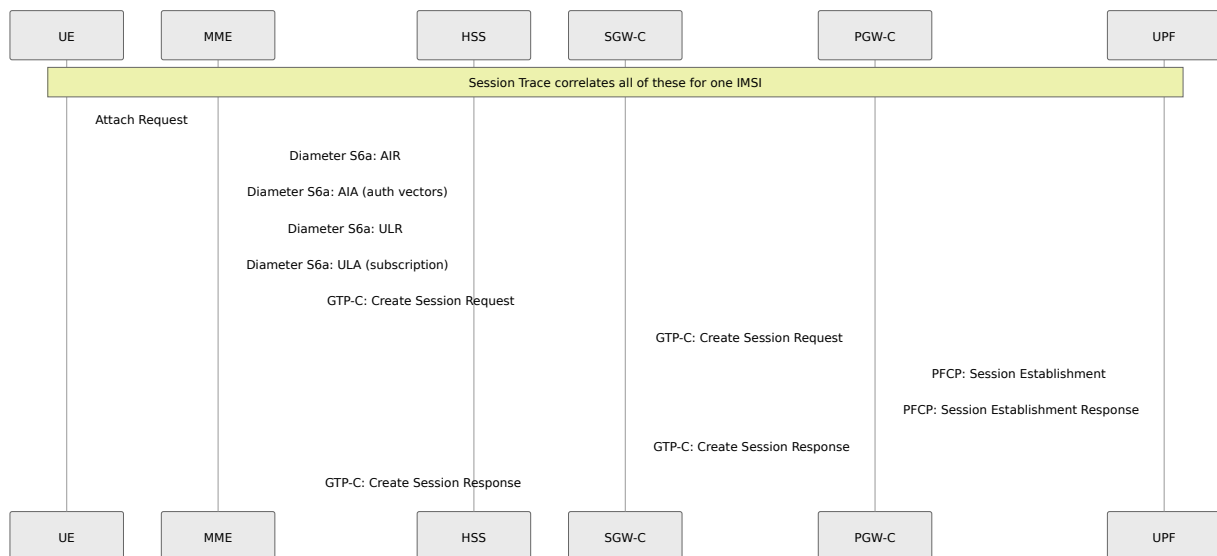 UE MME HSS SGW-C PGW-C UPF
Session Trace correlates all of these for one IMSI
Attach Request
Diameter S6a: AIR
Diameter S6a: AIA (auth vectors)
Diameter S6a: ULR
Diameter S6a: ULA (subscription)
GTP-C: Create Session Request
GTP-C: Create Session Request
PFCP: Session Establishment
PFCP: Session Establishment Response
GTP-C: Create Session Response
GTP-C: Create Session Response
UE MME HSS SGW-C PGW-C UPF